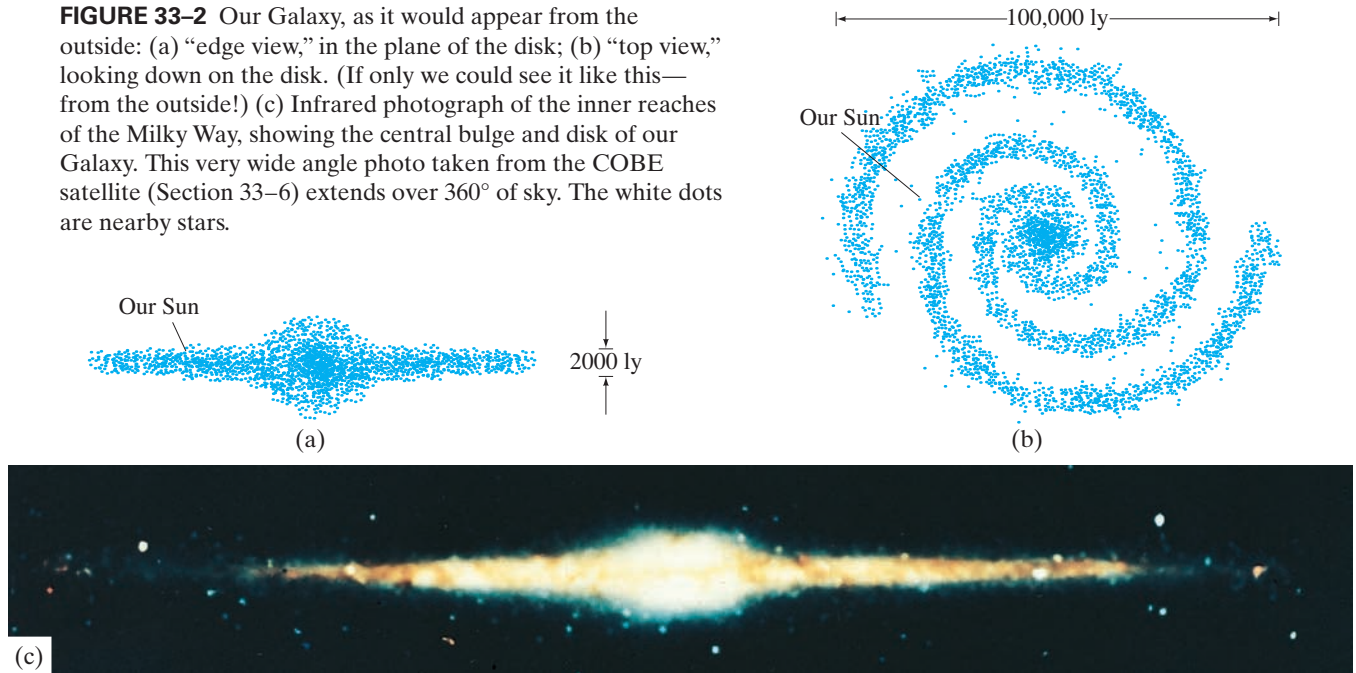 FIGURE 33–2 Our Galaxy, as it would appear from the
outside: (a) “edge view,” in the plane of the disk; (b) “top view,”
looking down on the disk. (If only we could see it like this—
from the outside!) (c) Infrared photograph of the inner reaches
of the Milky Way, showing the central bulge and disk of our
Galaxy. This very wide angle photo taken from the COBE
satellite (Section 33–6) extends over 360° of sky. The white dots
are nearby stars.
Our Sun
2000 ly
(a)
100,000 ly
Our Sun
(b)
(c)